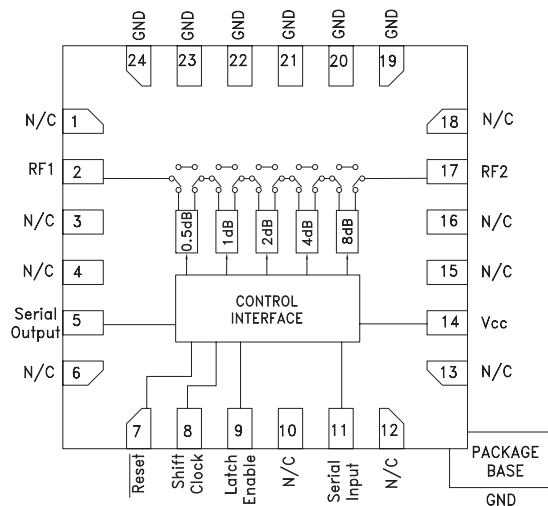 GND GND GND GND GND GND
24 23 22 21 20 19
N/C 1 18 N/C
RF1 2 17 RF2
N/C 3 16 N/C
0.5dB 1dB 2dB 4dB 8dB
N/C 4 15 N/C
CONTROL
INTERFACE
Serial
Output 5 14 Vcc
N/C 6 13 N/C
7 8 9 10 11 12
Reset
Shift
Clock
Latch
Enable
N/C
Serial
Input
N/C
PACKAGE
BASE
GND